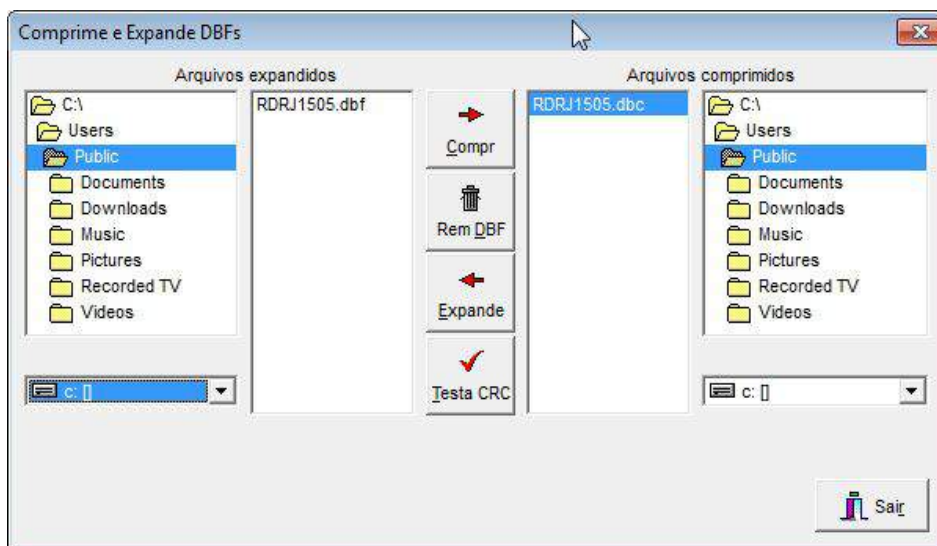 Comprime e Expande DBFs
Arquivos expandidos
C:\
Users
Public
Documents
Downloads
Music
Pictures
Recorded TV
Videos
c: []
RDRJ1505.dbf
Compr
Rem DBF
Expande
Testa CRC
Arquivos comprimidos
RDRJ1505.dbc
C:\
Users
Public
Documents
Downloads
Music
Pictures
Recorded TV
Videos
c: []
Sair